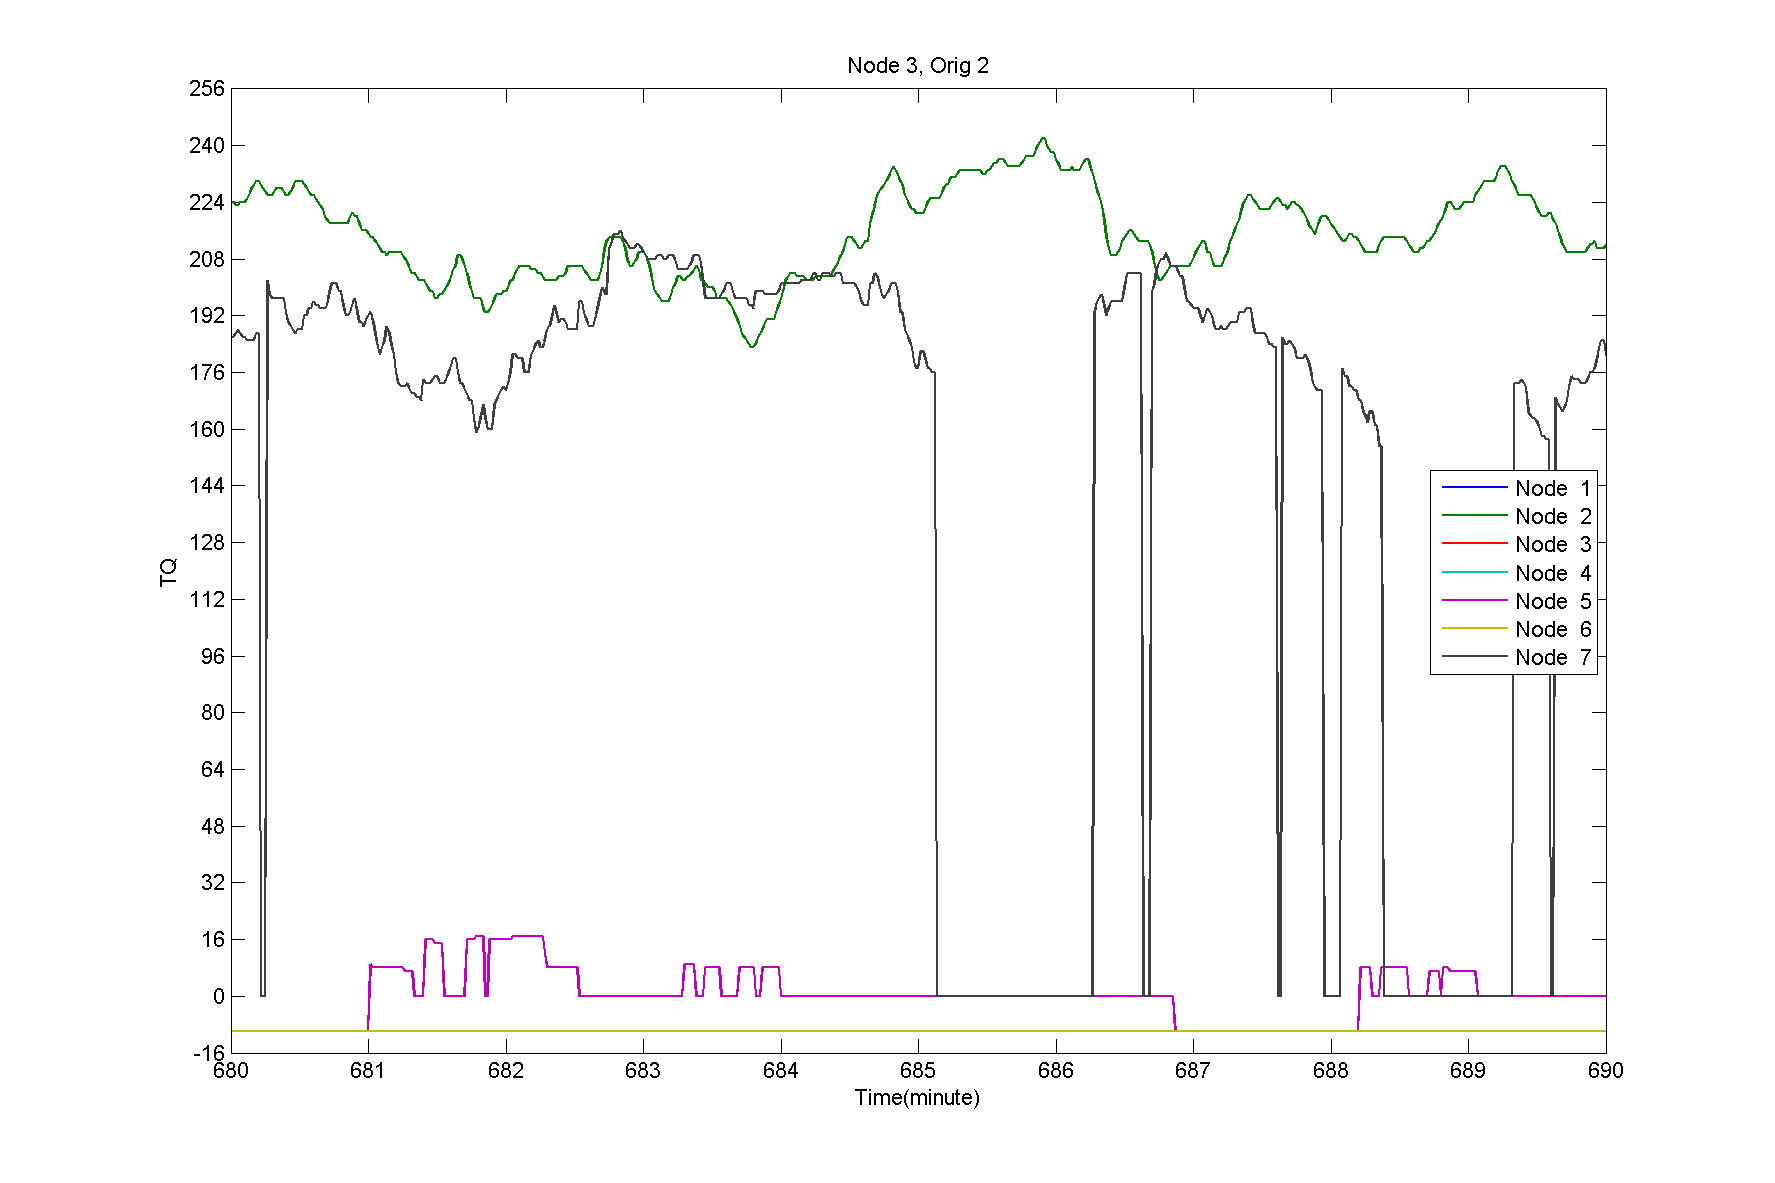 Node 3, Orig 2
256
240
224
208
192
176
160
144
128
112
96
80
64
48
32
16
0
-16
TQ
Node 1
Node 2
Node 3
Node 4
Node 5
Node 6
Node 7
680 681 682 683 684 685 686 687 688 689 690
Time(minute)